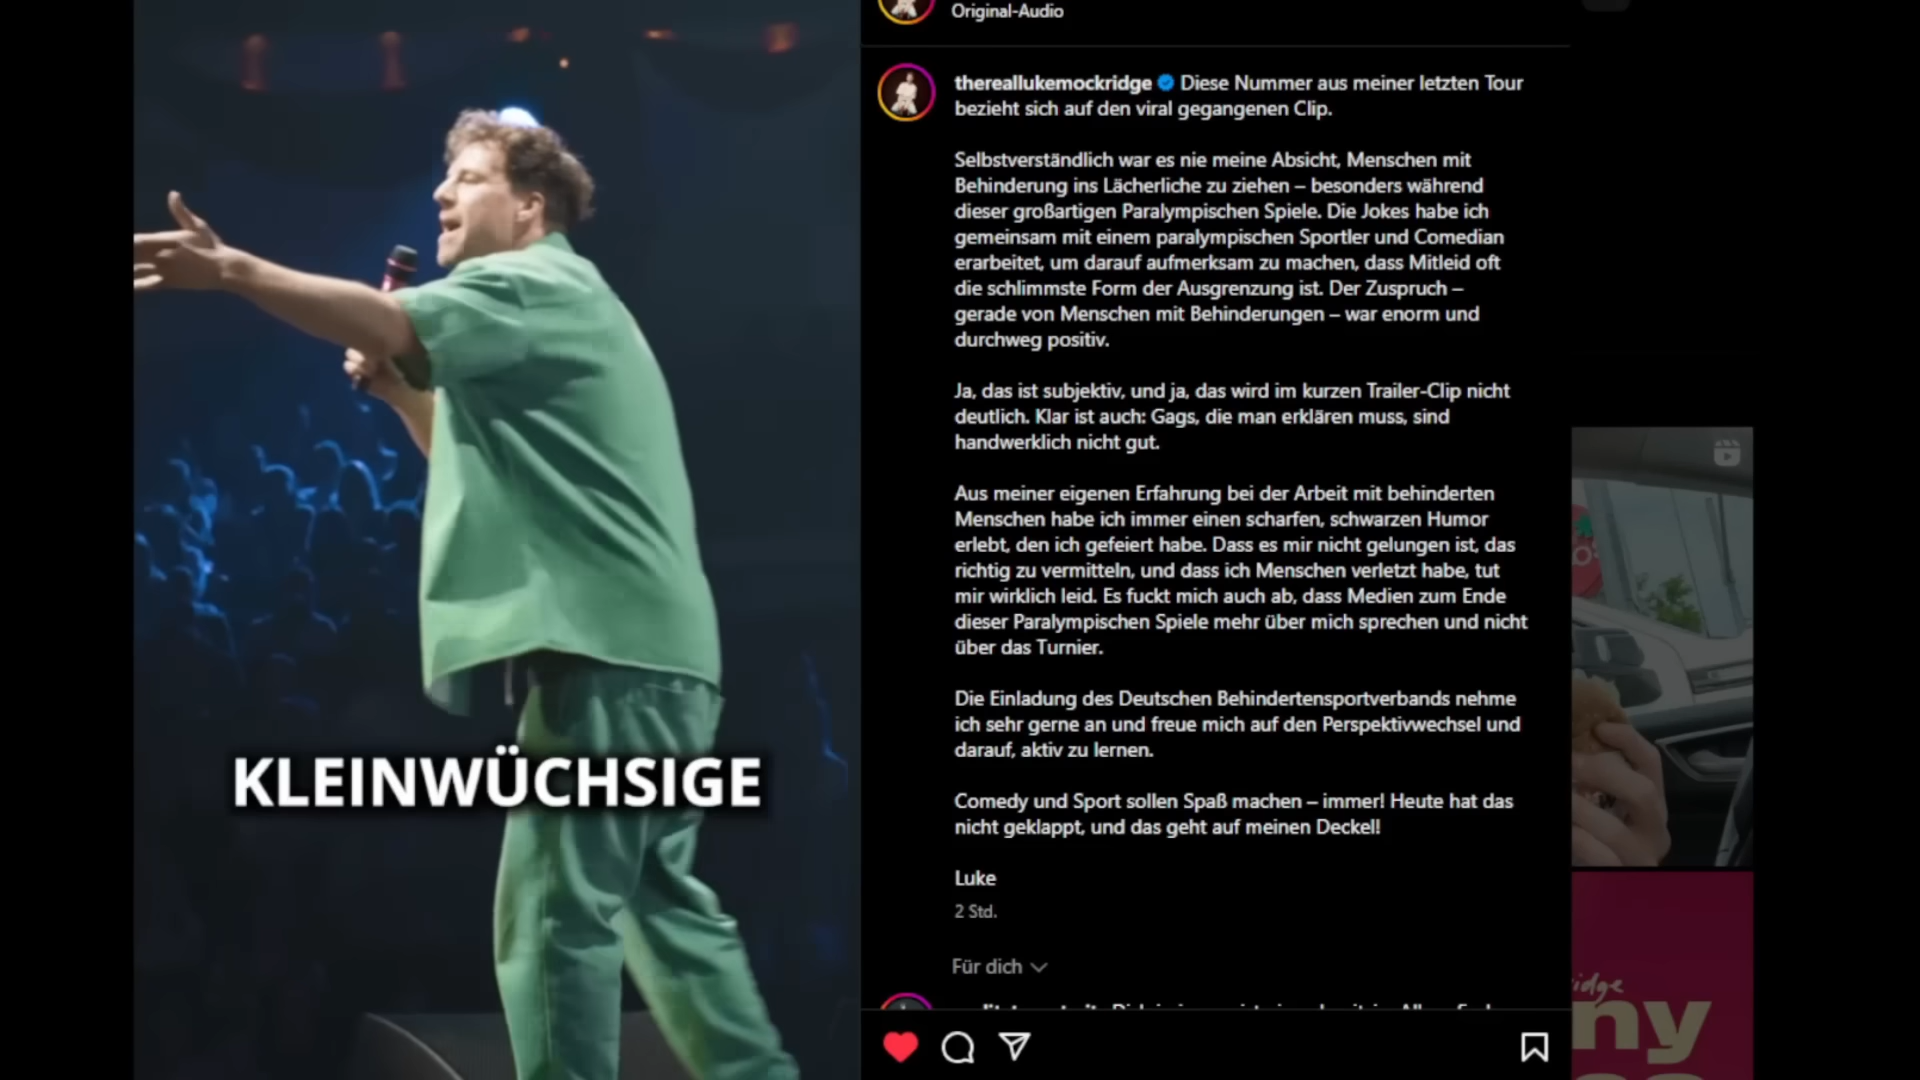 Original-Audio
thereallukemockridge Diese Nummer aus meiner letzten Tour
bezieht sich auf den viral gegangenen Clip.
Selbstverständlich war es nie meine Absicht, Menschen mit
Behinderung ins Lächerliche zu ziehen – besonders während
dieser großartigen Paralympischen Spiele. Die Jokes habe ich
gemeinsam mit einem paralympischen Sportler und Comedian
erarbeitet, um darauf aufmerksam zu machen, dass Mitleid oft
die schlimmste Form der Ausgrenzung ist. Der Zuspruch –
gerade von Menschen mit Behinderungen – war enorm und
durchweg positiv.
Ja, das ist subjektiv, und ja, das wird im kurzen Trailer-Clip nicht
deutlich. Klar ist auch: Gags, die man erklären muss, sind
handwerklich nicht gut.
Aus meiner eigenen Erfahrung bei der Arbeit mit behinderten
Menschen habe ich immer einen scharfen, schwarzen Humor
erlebt, den ich gefeiert habe. Dass es mir nicht gelungen ist, das
richtig zu vermitteln, und dass ich Menschen verletzt habe, tut
mir wirklich leid. Es fuckt mich auch ab, dass Medien zum Ende
dieser Paralympischen Spiele mehr über mich sprechen und nicht
über das Turnier.
Die Einladung des Deutschen Behindertensportverbands nehme
ich sehr gerne an und freue mich auf den Perspektivwechsel und
darauf, aktiv zu lernen.
Comedy und Sport sollen Spaß machen – immer! Heute hat das
nicht geklappt, und das geht auf meinen Deckel!
Luke
2 Std.
Für dich
KLEINWÜCHSIGE